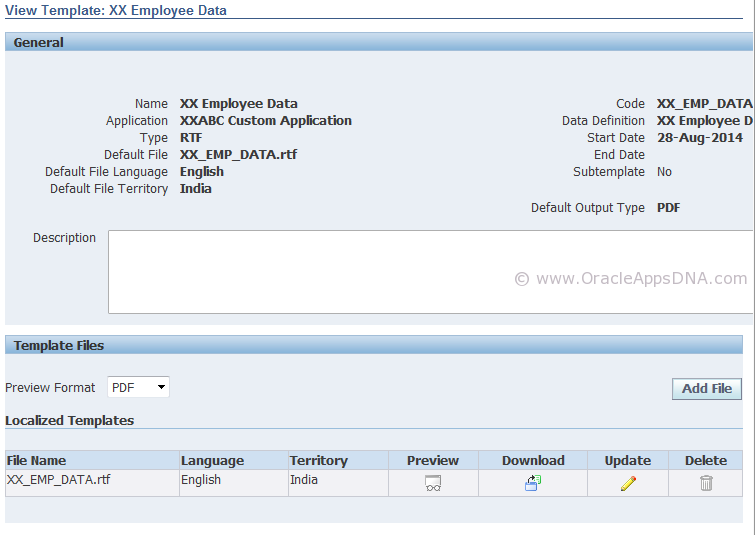 View Template: XX Employee Data
General
Name XX Employee Data Code XX_EMP_DATA
Application XXABC Custom Application Data Definition XX Employee D
Type RTF Start Date 28-Aug-2014
Default File XX_EMP_DATA.rtf End Date
Default File Language English Subtemplate No
Default File Territory India
Default Output Type PDF
Description
© www.OracleAppsDNA.com
Template Files
Preview Format PDF Add File
Localized Templates
File Name Language Territory Preview Download Update Delete
XX_EMP_DATA.rtf English India